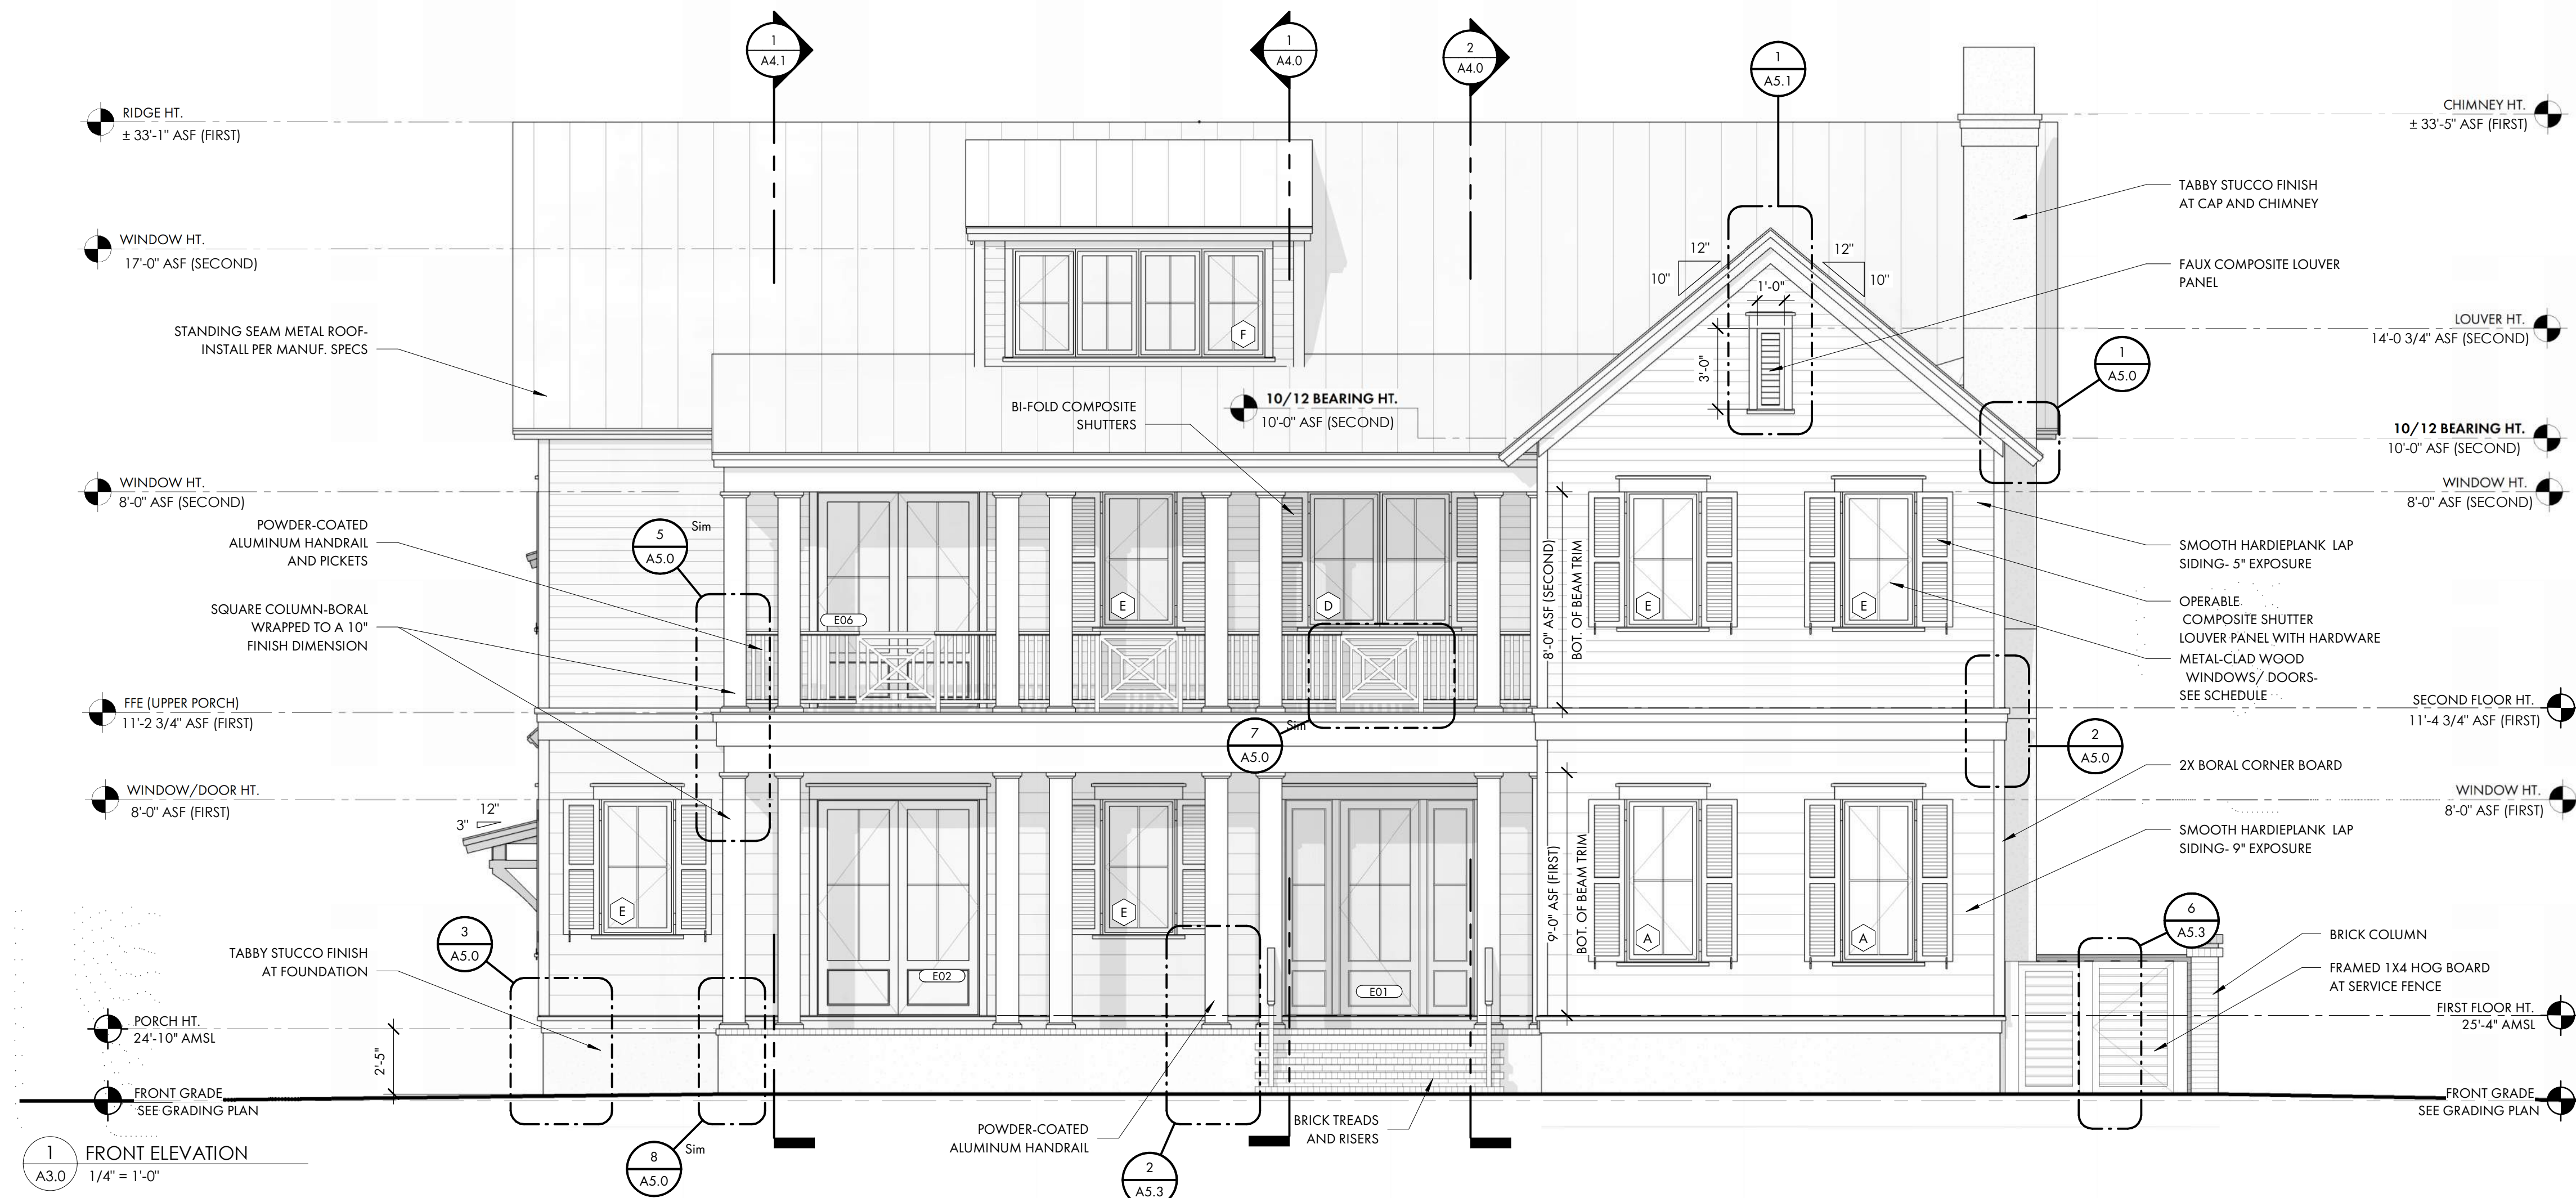 1
A4.1
1
A4.0
2
A4.0
1
A5.1
RIDGE HT.
± 33'-1" ASF (FIRST)
WINDOW HT.
17'-0" ASF (SECOND)
STANDING SEAM METAL ROOF-
INSTALL PER MANUF. SPECS
WINDOW HT.
8'-0" ASF (SECOND)
POWDER-COATED
ALUMINUM HANDRAIL
AND PICKETS
SQUARE COLUMN-BORAL
WRAPPED TO A 10"
FINISH DIMENSION
FFE (UPPER PORCH)
11'-2 3/4" ASF (FIRST)
WINDOW/DOOR HT.
8'-0" ASF (FIRST)
12"
3"
3
A5.0
TABBY STUCCO FINISH
AT FOUNDATION
PORCH HT.
24'-10" AMSL
2'-5"
FRONT GRADE
SEE GRADING PLAN
5
A5.0
Sim
BI-FOLD COMPOSITE
SHUTTERS
10/12 BEARING HT.
10'-0" ASF (SECOND)
F
12"
10"
12"
10"
1'-0"
3'-0"
E06
E
D
E
E
8'-0" ASF (SECOND)
BOT. OF BEAM TRIM
7
A5.0
Sim
E
E02
E
E01
A
A
9'-0" ASF (FIRST)
BOT. OF BEAM TRIM
CHIMNEY HT.
± 33'-5" ASF (FIRST)
TABBY STUCCO FINISH
AT CAP AND CHIMNEY
FAUX COMPOSITE LOUVER
PANEL
LOUVER HT.
14'-0 3/4" ASF (SECOND)
1
A5.0
10/12 BEARING HT.
10'-0" ASF (SECOND)
WINDOW HT.
8'-0" ASF (SECOND)
SMOOTH HARDIEPLANK LAP
SIDING- 5" EXPOSURE
OPERABLE
COMPOSITE SHUTTER
LOUVER PANEL WITH HARDWARE
METAL-CLAD WOOD
WINDOWS/ DOORS-
SEE SCHEDULE
SECOND FLOOR HT.
11'-4 3/4" ASF (FIRST)
2
A5.0
2X BORAL CORNER BOARD
WINDOW HT.
8'-0" ASF (FIRST)
SMOOTH HARDIEPLANK LAP
SIDING- 9" EXPOSURE
6
A5.3
BRICK COLUMN
FRAMED 1X4 HOG BOARD
AT SERVICE FENCE
FIRST FLOOR HT.
25'-4" AMSL
FRONT GRADE
SEE GRADING PLAN
POWDER-COATED
ALUMINUM HANDRAIL
BRICK TREADS
AND RISERS
8
A5.0
Sim
2
A5.3
1
A3.0
FRONT ELEVATION
1/4" = 1'-0"